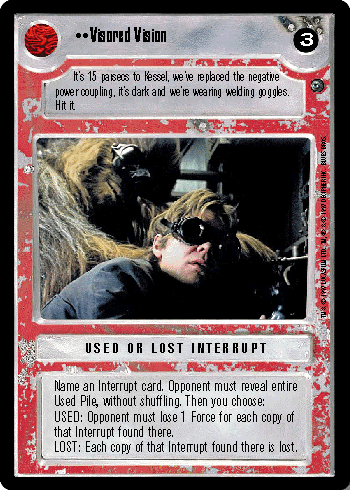 ••Visored Vision
3
It's 15 parsecs to Kessel, we've replaced the negative
power coupling, it's dark and we're wearing welding goggles.
Hit it.
USED OR LOST INTERRUPT
Name an Interrupt card. Opponent must reveal entire
Used Pile, without shuffling. Then you choose:
USED: Opponent must lose 1 Force for each copy of
that Interrupt found there.
LOST: Each copy of that Interrupt found there is lost.